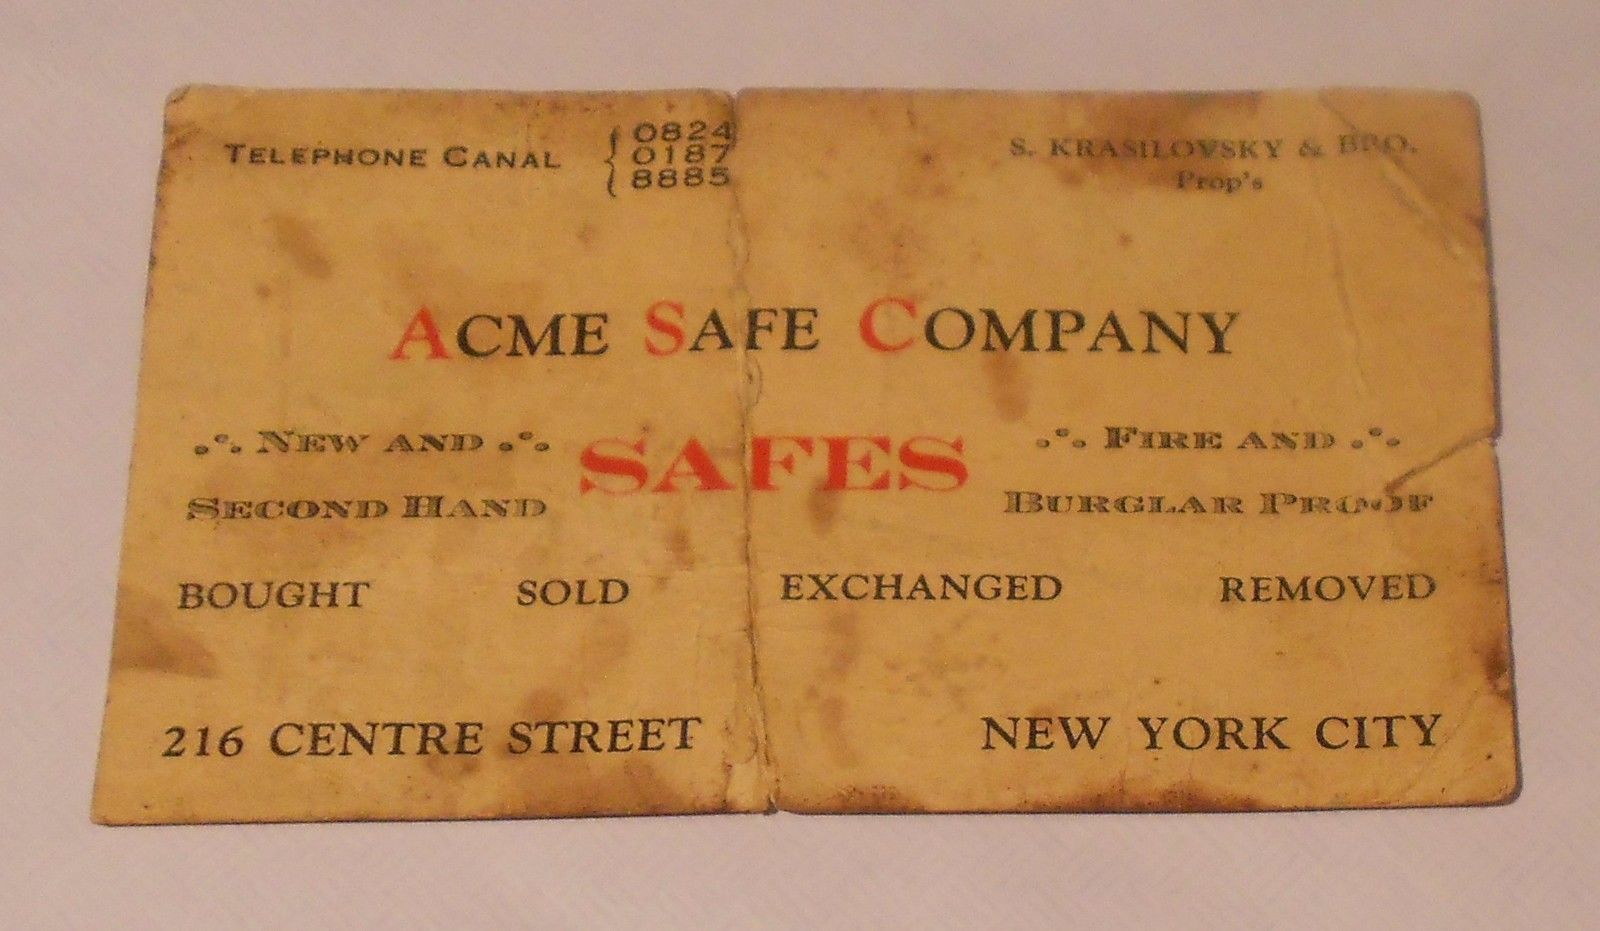 TELEPHONE CANAL { 0824
0187
8885
S. KRASILOVSKY & BRO.
Prop's
ACME SAFE COMPANY
NEW AND
SECOND HAND
SAFES
FIRE AND
BURGLAR PROOF
BOUGHT SOLD EXCHANGED REMOVED
216 CENTRE STREET NEW YORK CITY